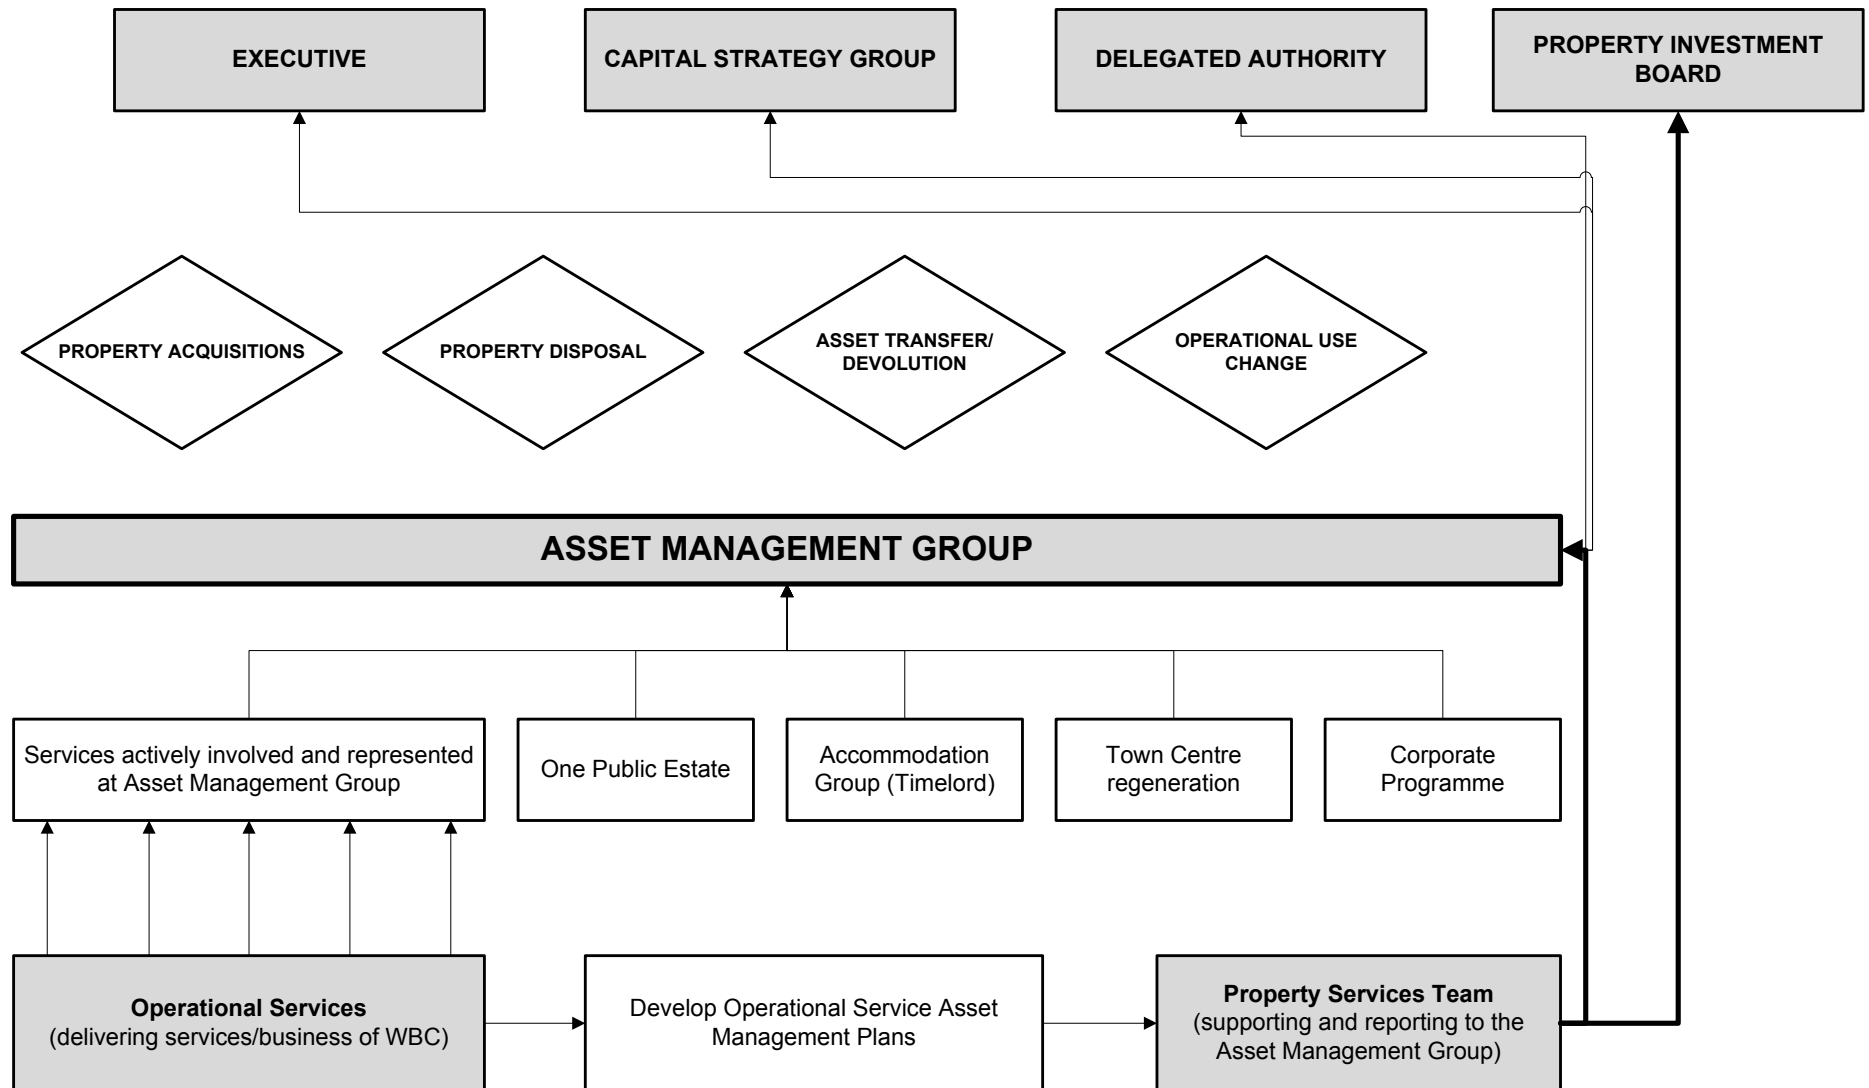 EXECUTIVE
CAPITAL STRATEGY GROUP
DELEGATED AUTHORITY
PROPERTY INVESTMENT
BOARD
PROPERTY ACQUISITIONS
PROPERTY DISPOSAL
ASSET TRANSFER/
DEVOLUTION
OPERATIONAL USE
CHANGE
ASSET MANAGEMENT GROUP
Services actively involved and represented
at Asset Management Group
One Public Estate
Accommodation
Group (Timelord)
Town Centre
regeneration
Corporate
Programme
Operational Services
(delivering services/business of WBC)
Develop Operational Service Asset
Management Plans
Property Services Team
(supporting and reporting to the
Asset Management Group)